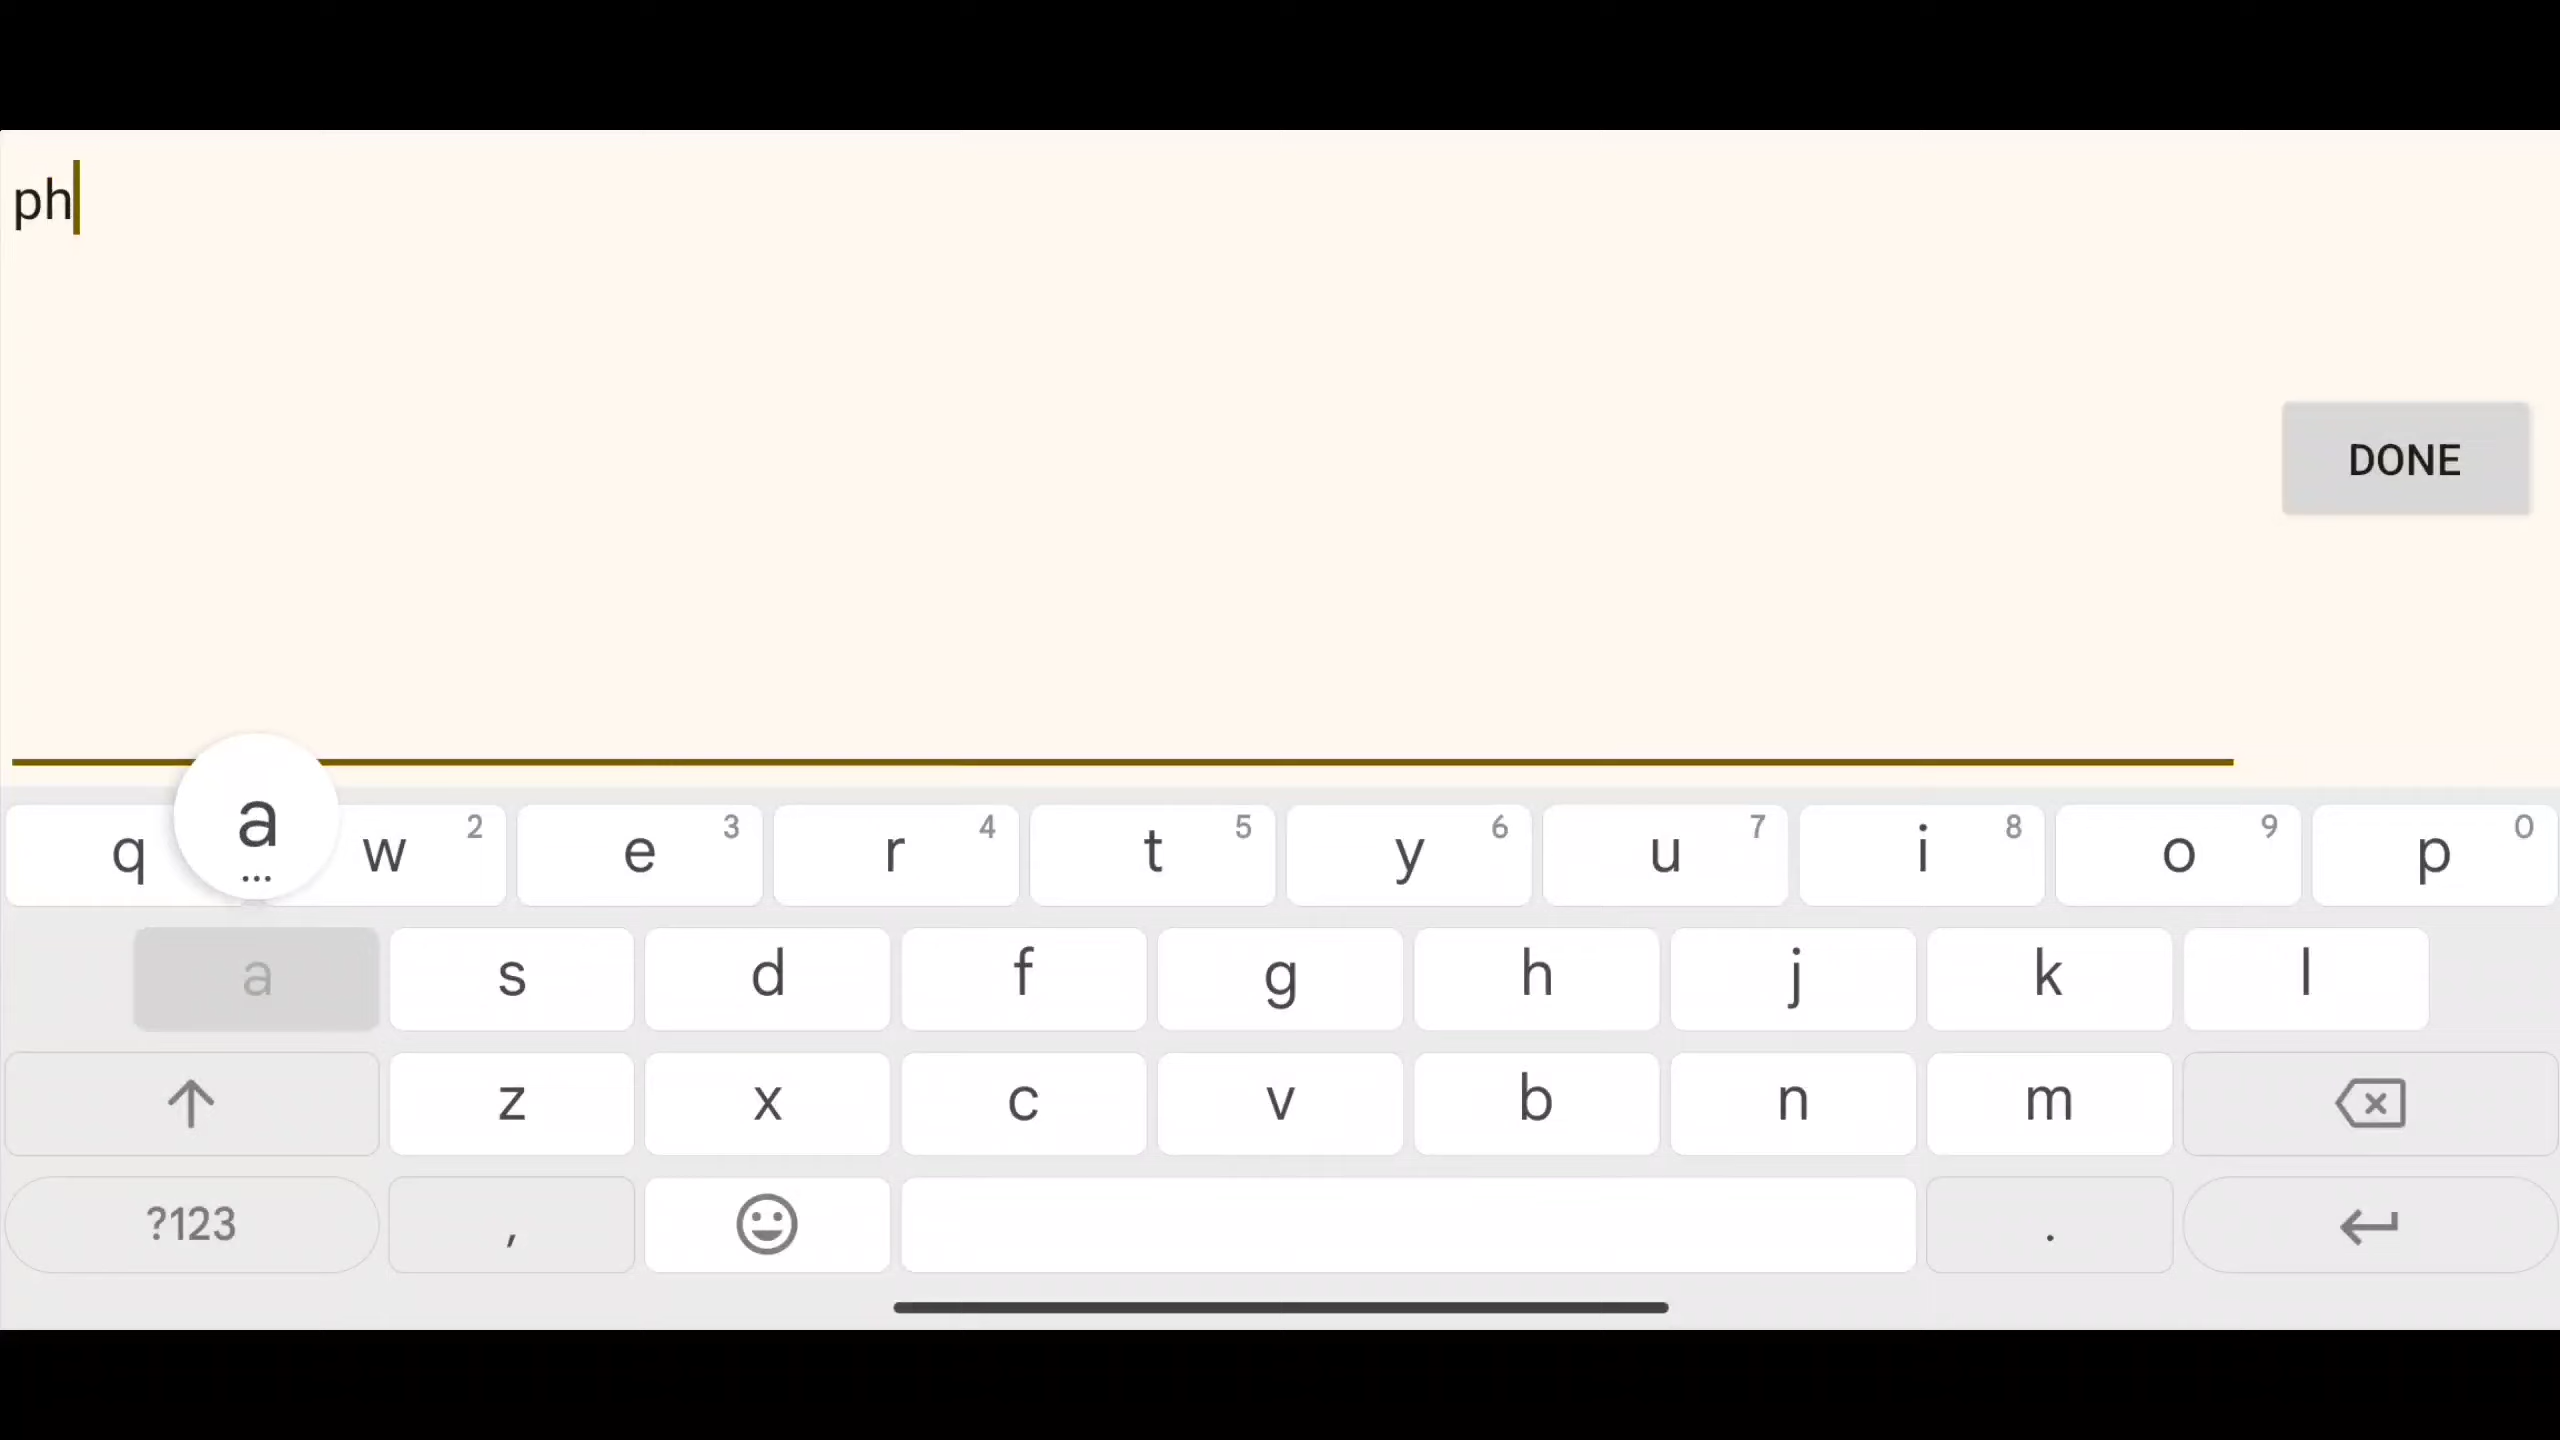 ph
DONE
a
...
q w 2 e 3 r 4 t 5 y 6 u 7 i 8 o 9 p 0
a s d f g h j k l
z x c v b n m
?123 , .